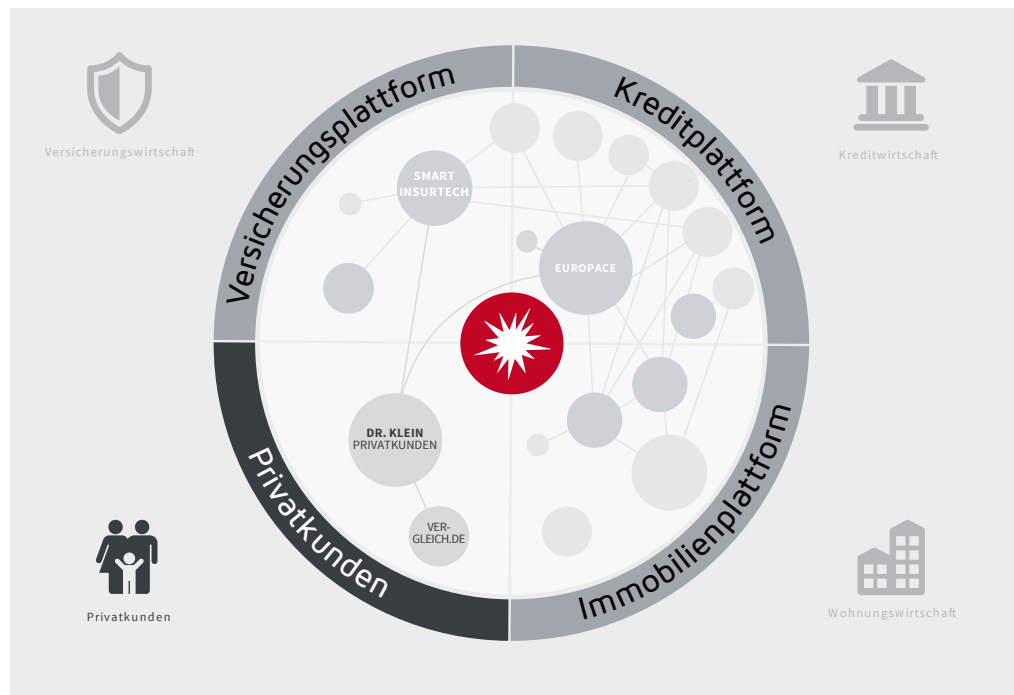 Versicherungsplattform
Kreditplattform
Versicherungswirtschaft
Kreditwirtschaft
SMART
INSURTECH
EUROPACE
DR. KLEIN
PRIVATKUNDEN
VER-
GLEICH.DE
Privatkunden
Immobilienplattform
Privatkunden
Wohnungswirtschaft